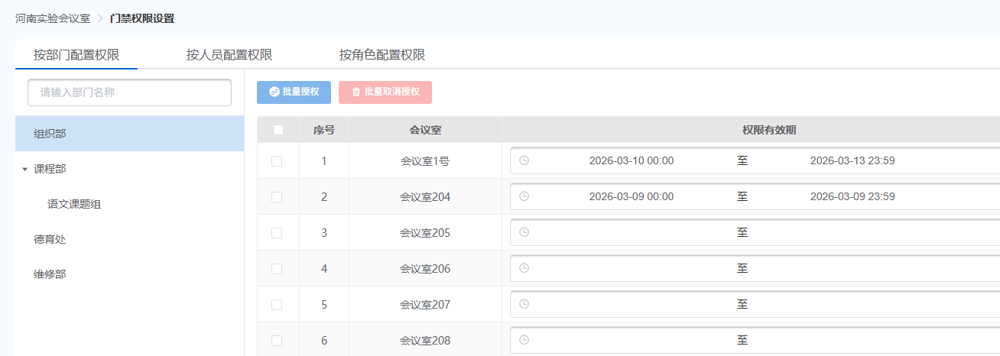 河南实验会议室 > 门禁权限设置
按部门配置权限 按人员配置权限 按角色配置权限
请输入部门名称
组织部
课程部
语文课题组
德育处
维修部
批量授权 批量取消授权
序号 会议室 权限有效期
1 会议室1号 2026-03-10 00:00 至 2026-03-13 23:59
2 会议室204 2026-03-09 00:00 至 2026-03-09 23:59
3 会议室205 至
4 会议室206 至
5 会议室207 至
6 会议室208 至